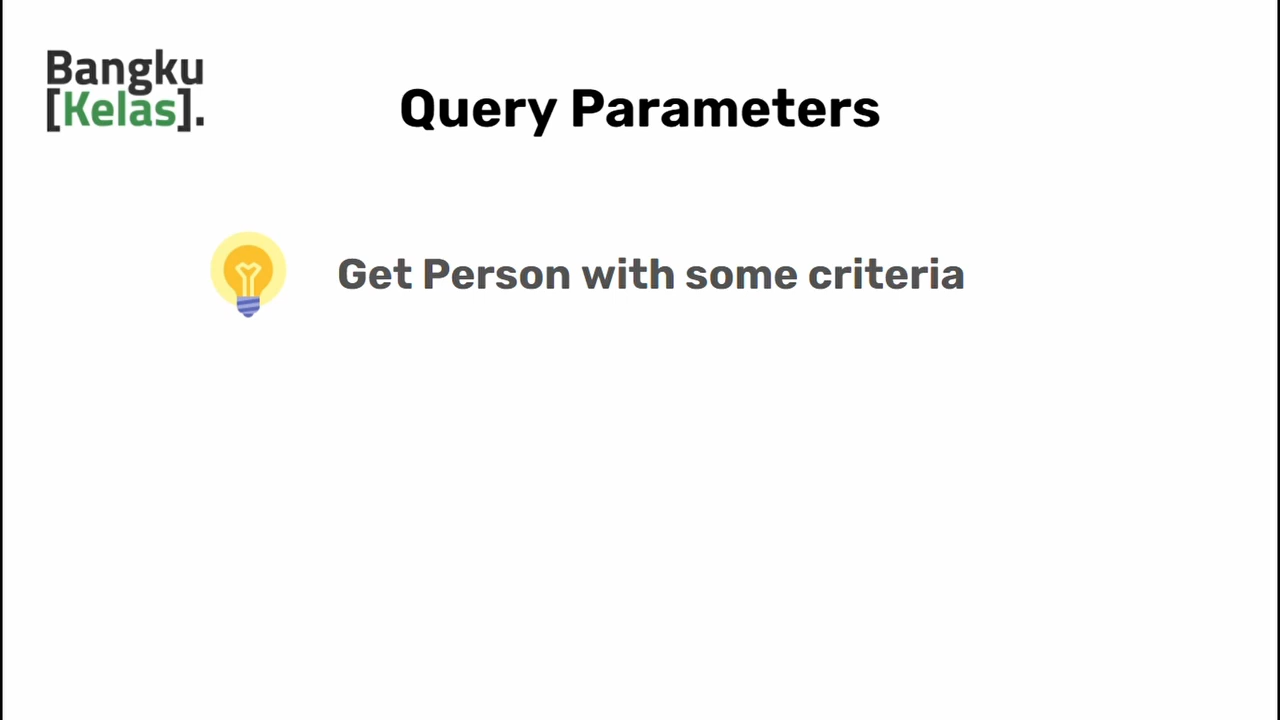 Bangku
[Kelas].
Query Parameters
Get Person with some criteria